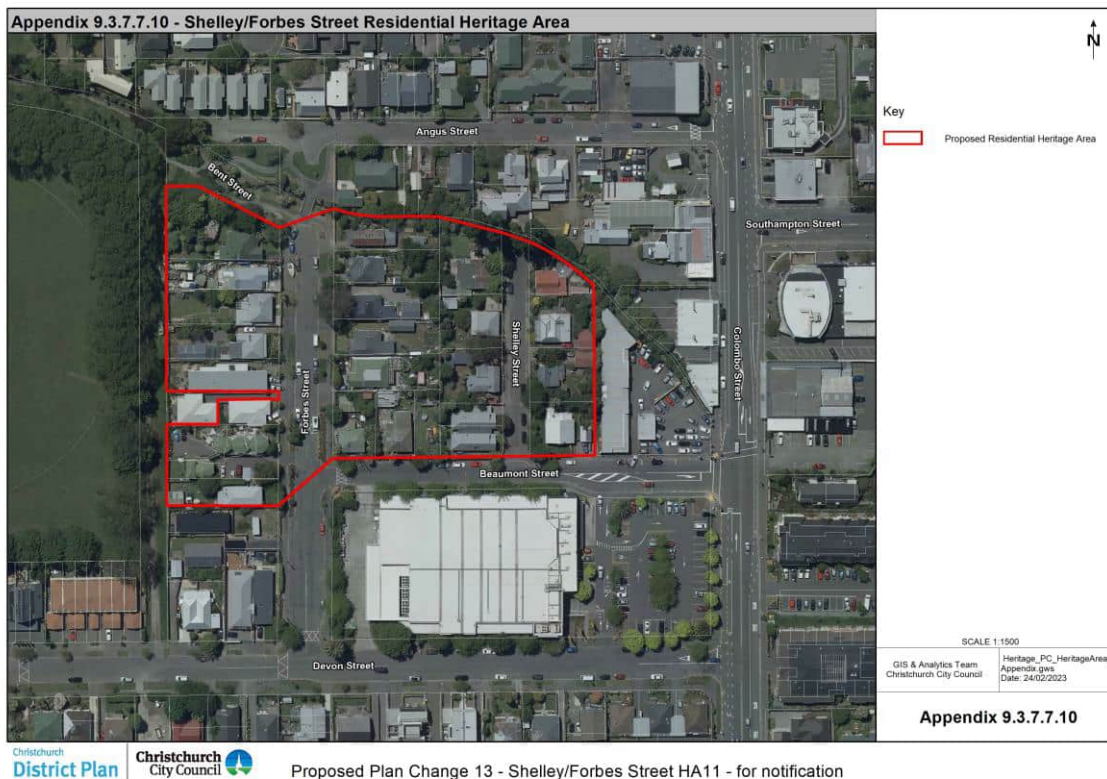 Appendix 9.3.7.7.10 - Shelley/Forbes Street Residential Heritage Area
N
Key
Proposed Residential Heritage Area
Angus Street
Bent Street
Southampton Street
Shelley Street
Colombo Street
Forbes Street
Beaumont Street
Devon Street
SCALE 1:1500
GIS & Analytics Team
Christchurch City Council
Heritage_PC_HeritageArea
Appendix.gws
Date: 24/02/2023
Appendix 9.3.7.7.10
Christchurch
District Plan
Christchurch
City Council
Proposed Plan Change 13 - Shelley/Forbes Street HA11 - for notification